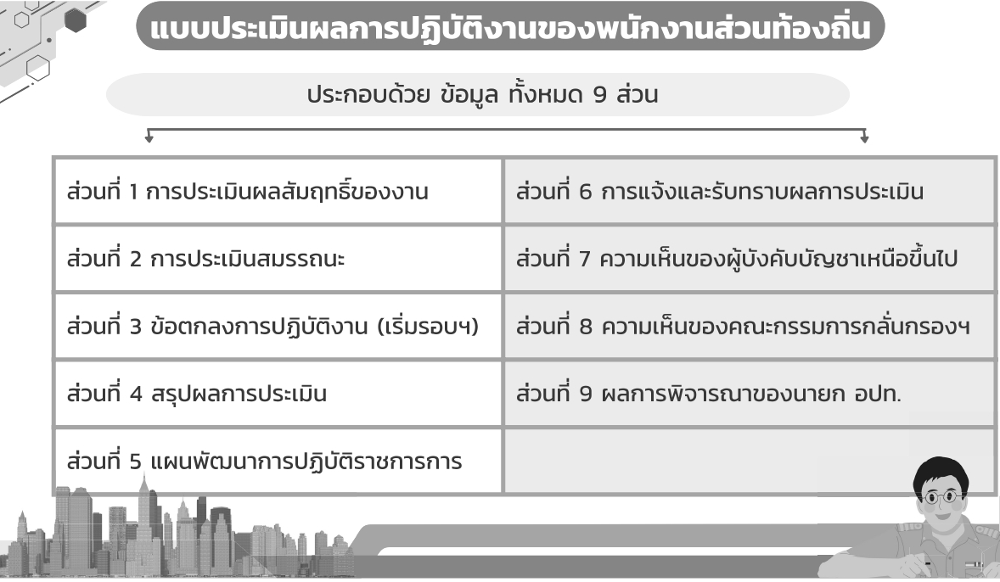 แบบประเมินผลการปฏิบัติงานของพนักงานส่วนท้องถิ่น
ประกอบด้วย ข้อมูล ทั้งหมด 9 ส่วน
ส่วนที่ 1 การประเมินผลสัมฤทธิ์ของงาน
ส่วนที่ 2 การประเมินสมรรถนะ
ส่วนที่ 3 ข้อตกลงการปฏิบัติงาน (เริ่มรอบฯ)
ส่วนที่ 4 สรุปผลการประเมิน
ส่วนที่ 5 แผนพัฒนาการปฏิบัติราชการการ
ส่วนที่ 6 การแจ้งและรับทราบผลการประเมิน
ส่วนที่ 7 ความเห็นของผู้บังคับบัญชาเหนือขึ้นไป
ส่วนที่ 8 ความเห็นของคณะกรรมการกลั่นกรองฯ
ส่วนที่ 9 ผลการพิจารณาของนายก อปท.